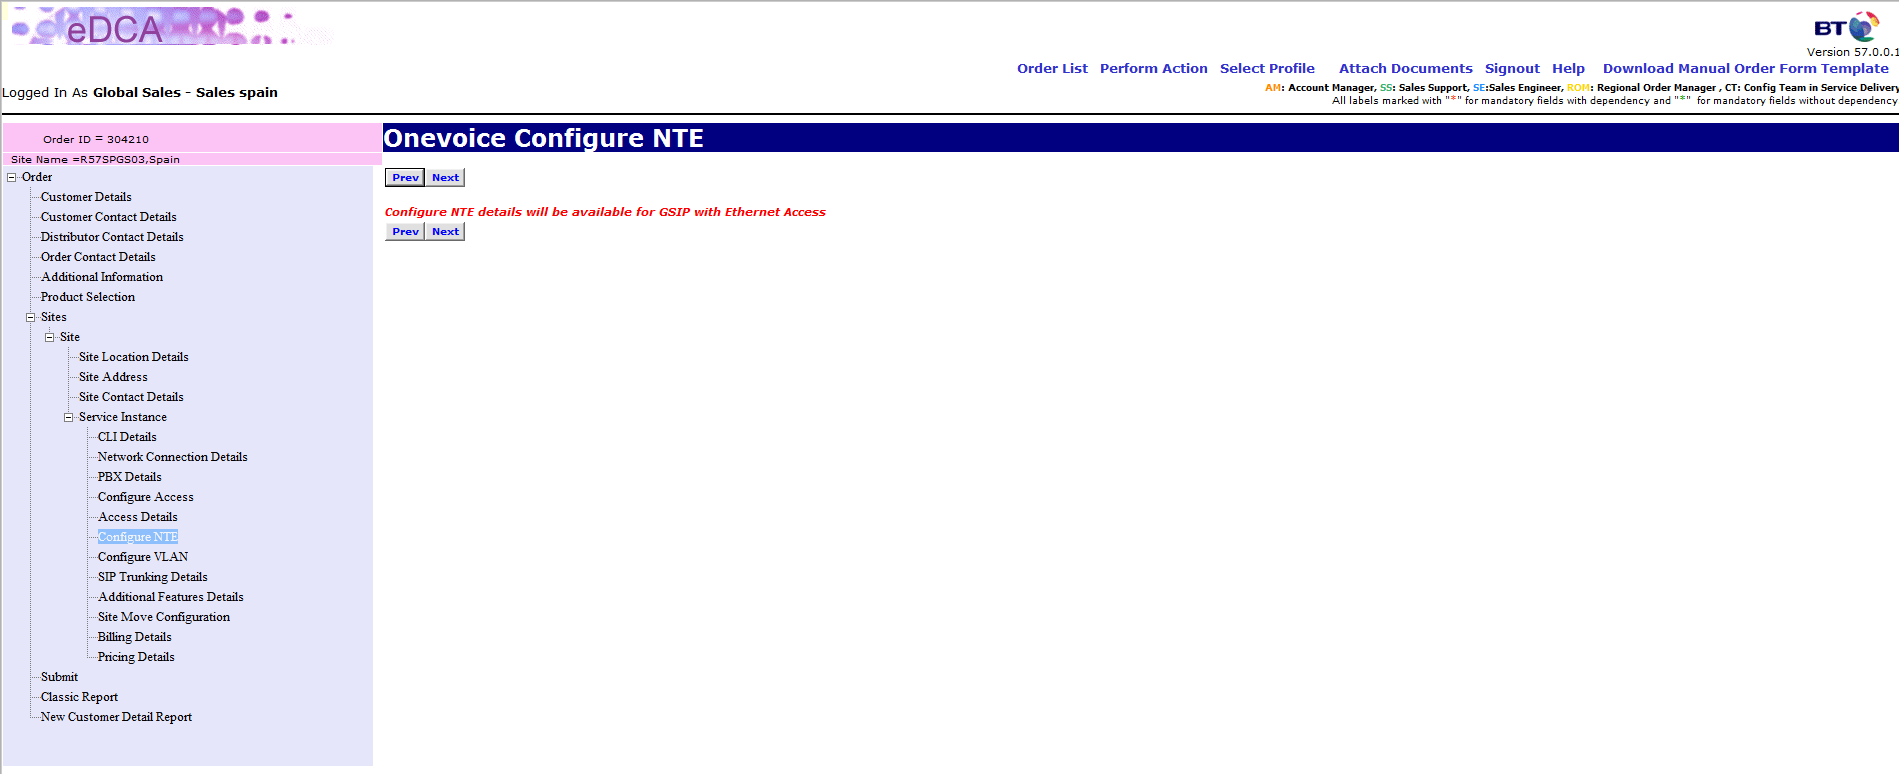 eDCA
BT
Version 57.0.0.1
Order List Perform Action Select Profile Attach Documents Signout Help Download Manual Order Form Template
Logged In As Global Sales - Sales spain
AM: Account Manager, SS: Sales Support, SE:Sales Engineer, ROM: Regional Order Manager , CT: Config Team in Service Delivery
All labels marked with "*" for mandatory fields with dependency and "*" for mandatory fields without dependency
Order ID = 304210
Site Name =R57SPGS03,Spain
Onevoice Configure NTE
Prev Next
Configure NTE details will be available for GSIP with Ethernet Access
Prev Next
Order
Customer Details
Customer Contact Details
Distributor Contact Details
Order Contact Details
Additional Information
Product Selection
Sites
Site
Site Location Details
Site Address
Site Contact Details
Service Instance
CLI Details
Network Connection Details
PBX Details
Configure Access
Access Details
Configure NTE
Configure VLAN
SIP Trunking Details
Additional Features Details
Site Move Configuration
Billing Details
Pricing Details
Submit
Classic Report
New Customer Detail Report